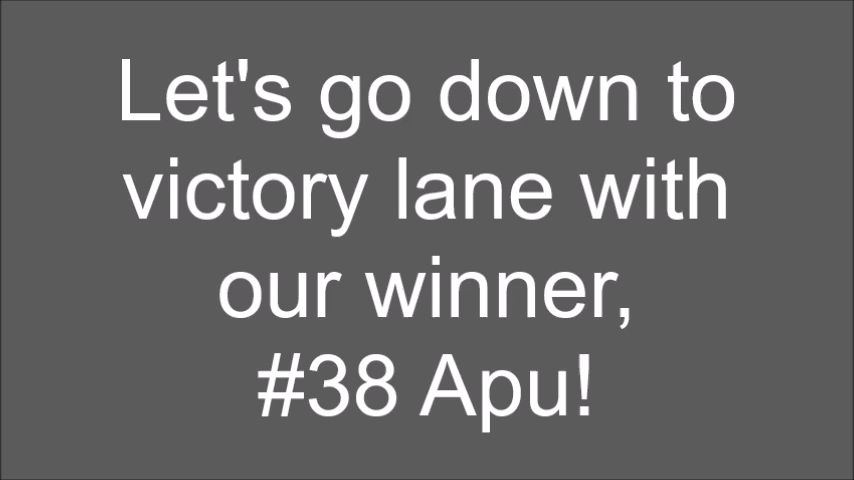 Let's go down to
victory lane with
our winner,
#38 Apu!